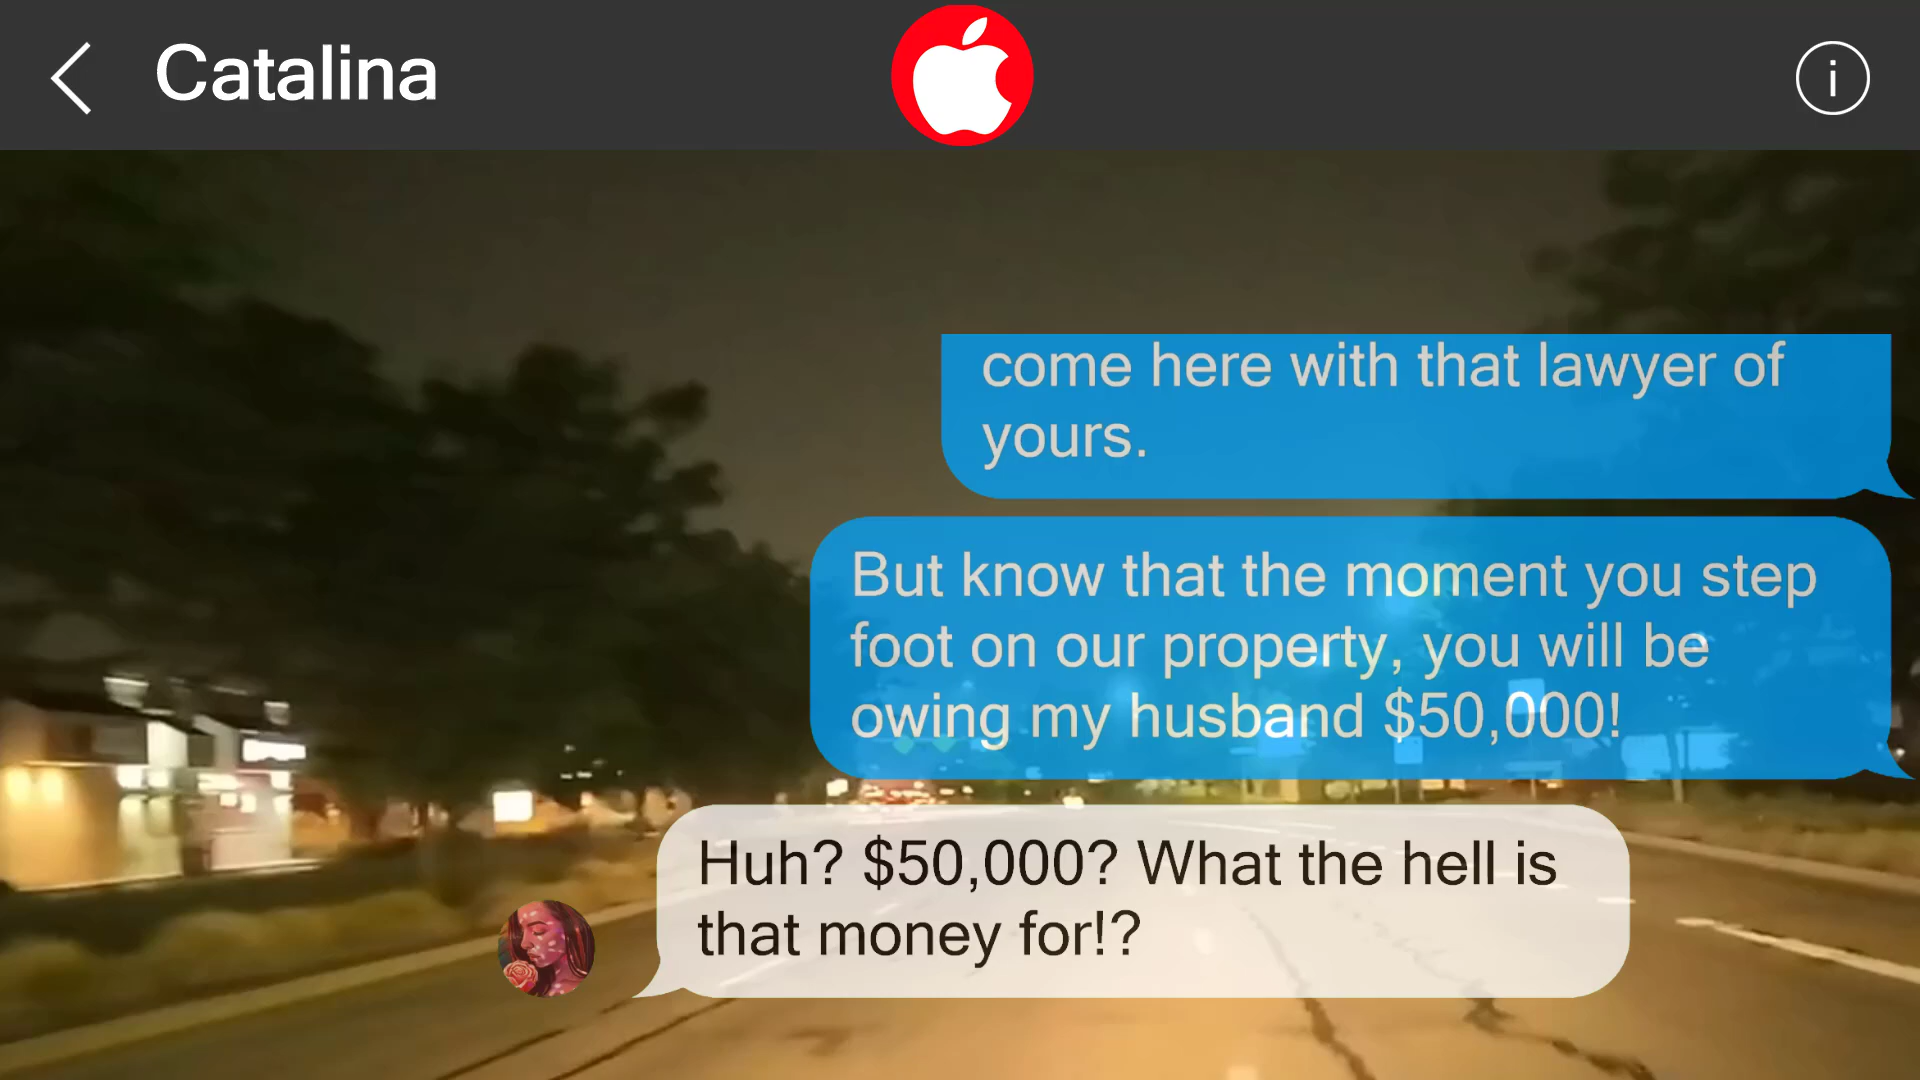 Catalina
i
come here with that lawyer of
yours.
But know that the moment you step
foot on our property, you will be
owing my husband $50,000!
Huh? $50,000? What the hell is
that money for!?